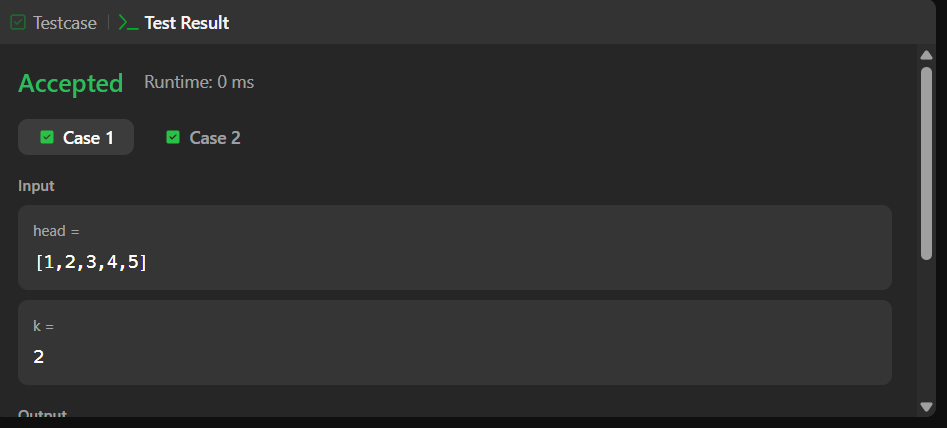 Testcase | >_ Test Result
Accepted Runtime: 0 ms
Case 1 Case 2
Input
head =
[1,2,3,4,5]
k =
2
Output